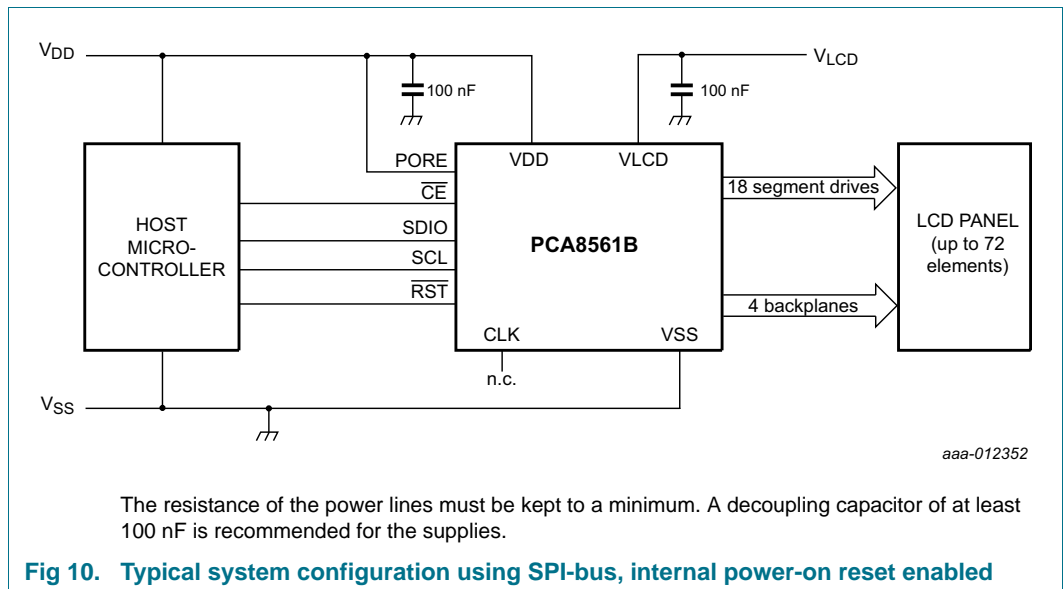 VDD
VLCD
100 nF
100 nF
PORE
VDD
VLCD
CE
18 segment drives
HOST
MICRO-
CONTROLLER
SDIO
PCA8561B
LCD PANEL
(up to 72
elements)
SCL
RST
4 backplanes
CLK
VSS
n.c.
VSS
aaa-012352
The resistance of the power lines must be kept to a minimum. A decoupling capacitor of at least
100 nF is recommended for the supplies.
Fig 10. Typical system configuration using SPI-bus, internal power-on reset enabled